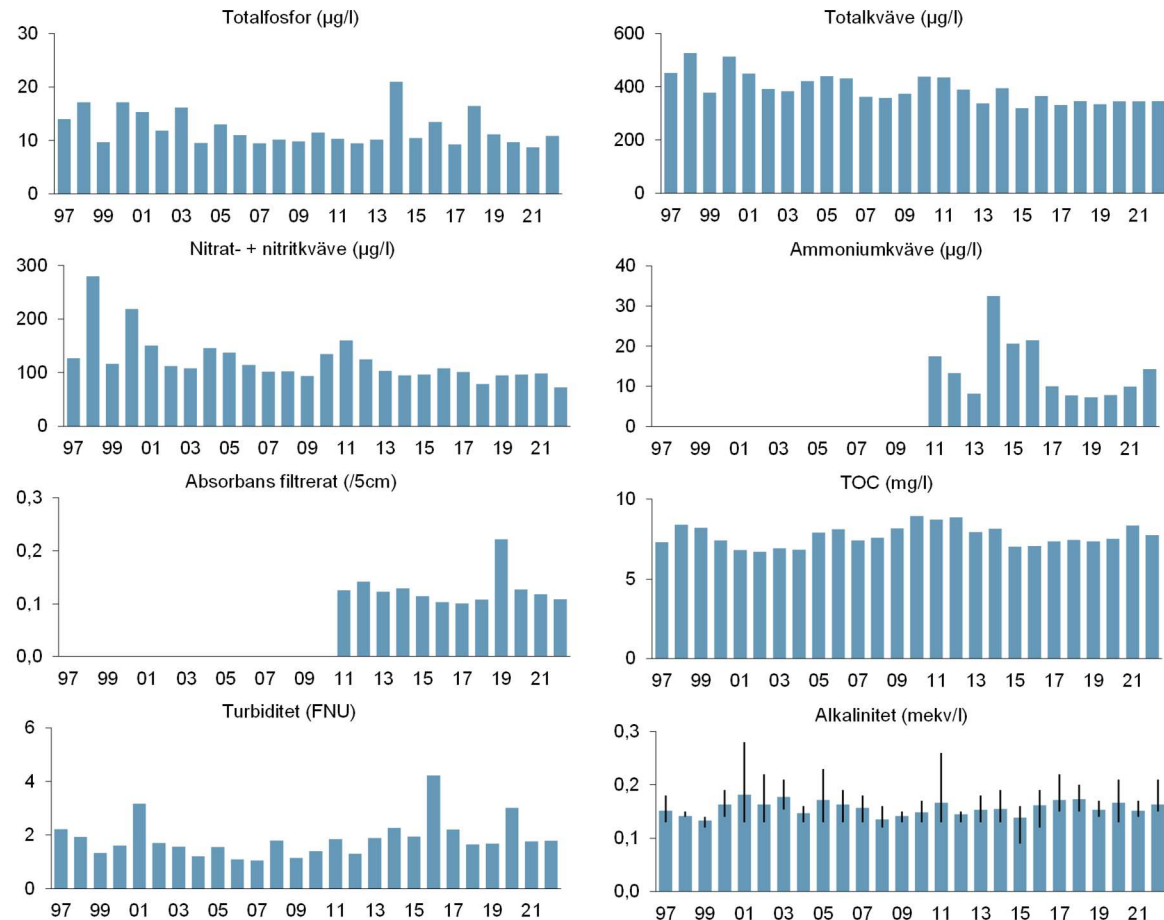 Totalfosfor (µg/l)
30
20
10
0
97 99 01 03 05 07 09 11 13 15 17 19 21
Totalkväve (µg/l)
600
400
200
0
97 99 01 03 05 07 09 11 13 15 17 19 21
Nitrat- + nitritkväve (µg/l)
300
200
100
0
97 99 01 03 05 07 09 11 13 15 17 19 21
Ammoniumkväve (µg/l)
40
30
20
10
0
97 99 01 03 05 07 09 11 13 15 17 19 21
Absorbans filtrerat (/5cm)
0,3
0,2
0,1
0,0
97 99 01 03 05 07 09 11 13 15 17 19 21
TOC (mg/l)
10
5
0
97 99 01 03 05 07 09 11 13 15 17 19 21
Turbiditet (FNU)
6
4
2
0
97 99 01 03 05 07 09 11 13 15 17 19 21
Alkalinitet (mekv/l)
0,3
0,2
0,1
0,0
97 99 01 03 05 07 09 11 13 15 17 19 21